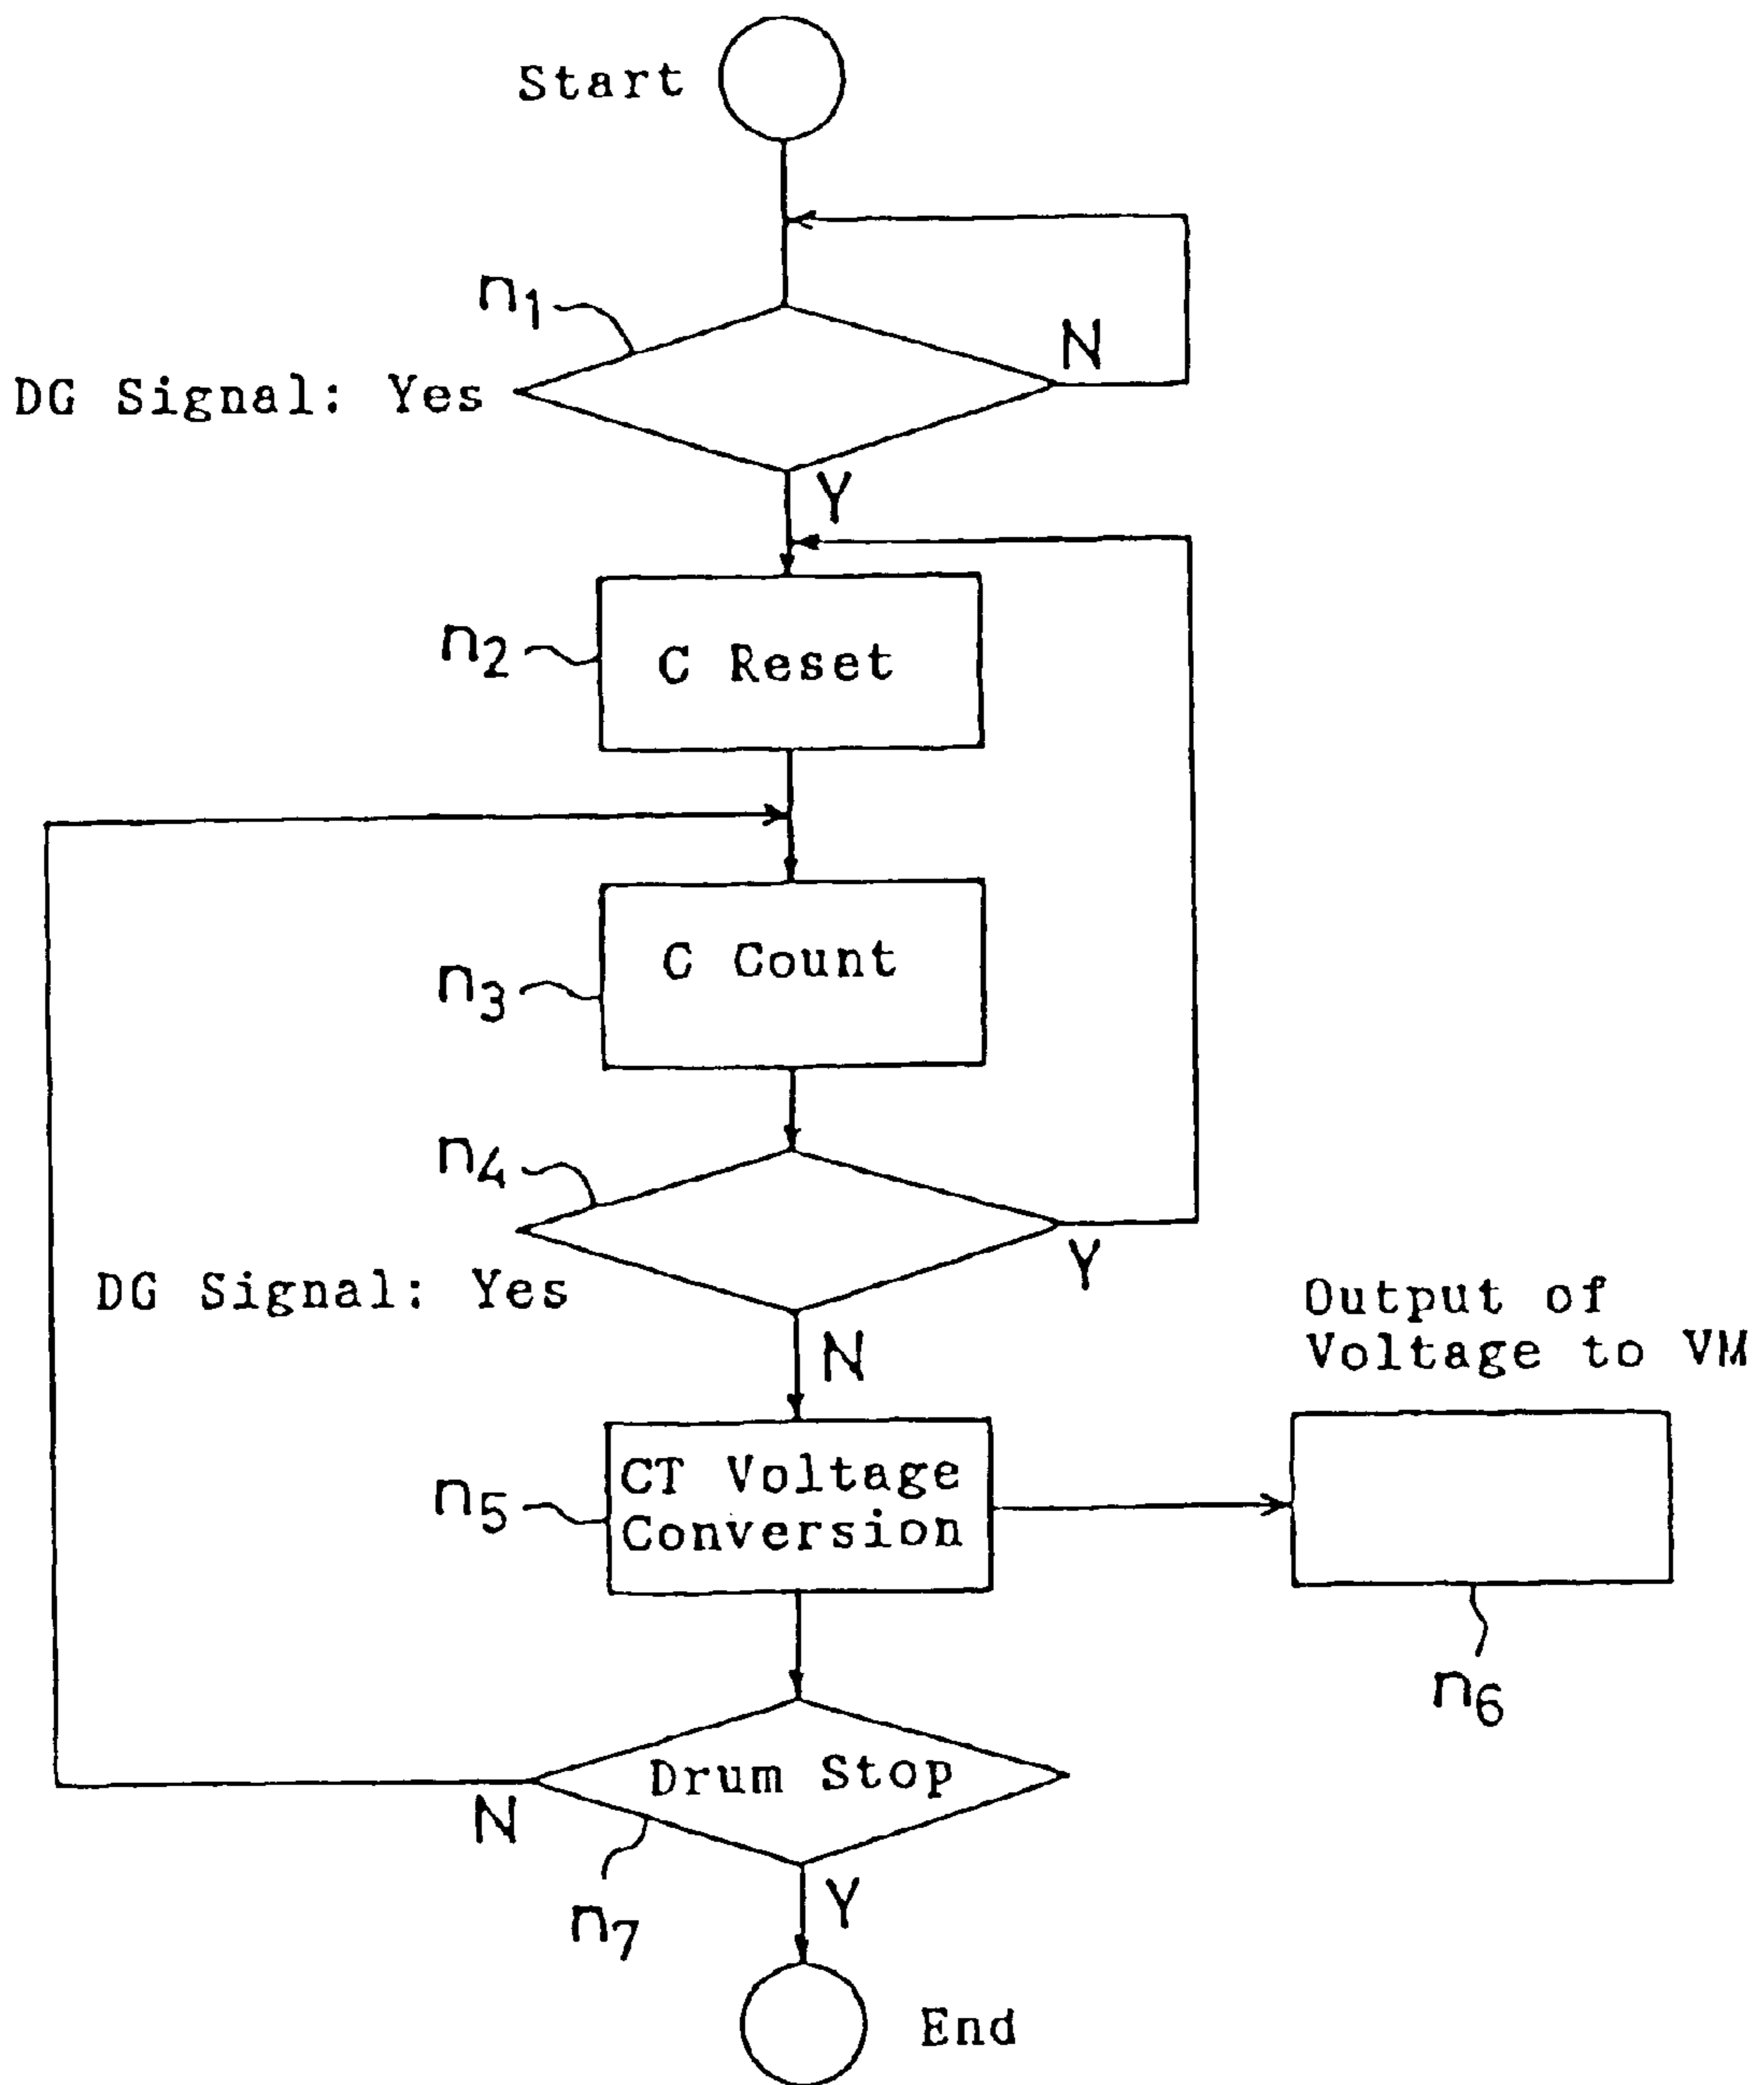 Start
n1
N
DG Signal: Yes
Y
n2
C Reset
C Count
n3
n4
Y
DG Signal: Yes
Output of
Voltage to VM
N
CT Voltage
Conversion
n5
n6
Drum Stop
N
n7
Y
End